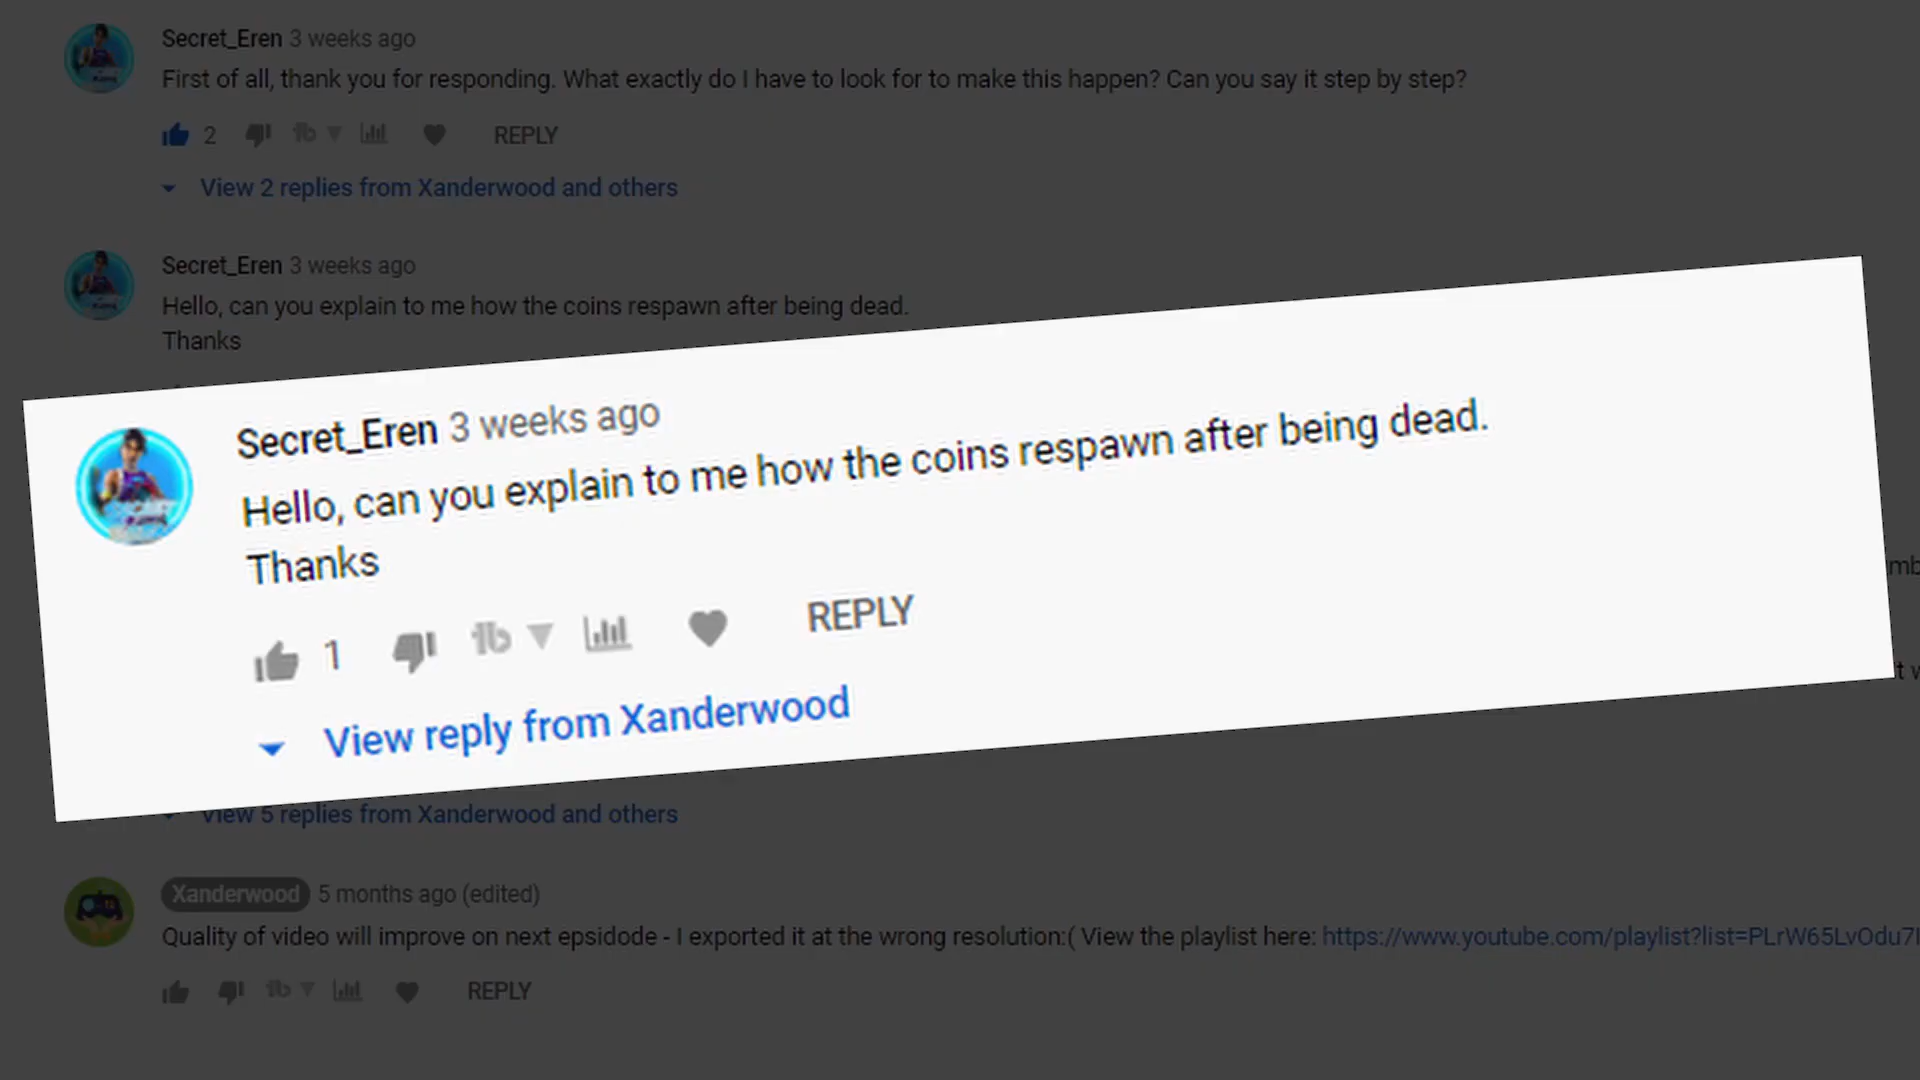 Secret_Eren 3 weeks ago
First of all, thank you for responding. What exactly do I have to look for to make this happen? Can you say it step by step?
2 REPLY
View 2 replies from Xanderwood and others
Secret_Eren 3 weeks ago
Hello, can you explain to me how the coins respawn after being dead.
Thanks
Secret_Eren 3 weeks ago
Hello, can you explain to me how the coins respawn after being dead.
Thanks
1 REPLY
View reply from Xanderwood
View 5 replies from Xanderwood and others
Xanderwood 5 months ago (edited)
Quality of video will improve on next epsidode - I exported it at the wrong resolution:( View the playlist here: https://www.youtube.com/playlist?list=PLrW65LvOdu7
REPLY